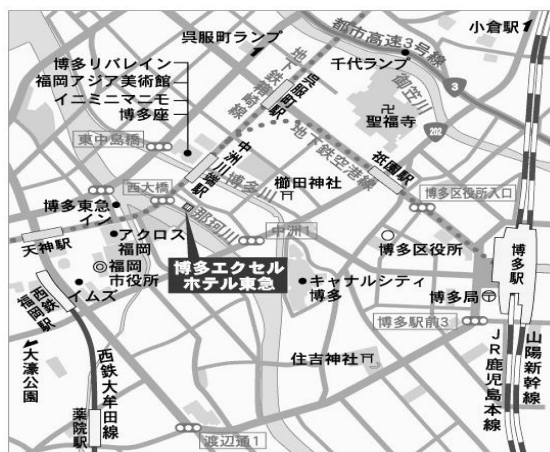 小倉駅
都市高速3号線
呉服町ランプ
千代ランプ
御笠川
3
博多リバレイン
福岡アジア美術館
イニミニマニモ
博多座
地下鉄箱崎線
呉服町駅
聖福寺
202
東中島橋
地下鉄空港線
祇園駅
中洲川端駅
博多川
櫛田神社
西大橋
博多区役所入口
博多東急
イン
那珂川
中洲1
天神駅
アクロス
福岡
博多区役所
博多駅
福岡
市役所
博多エクセル
ホテル東急
キャナルシティ
博多
博多局
イムズ
西鉄
福岡駅
博多駅前3
大濠公園
西鉄大牟田線
住吉神社
JR鹿児島本線
山陽新幹線
薬院駅
渡辺通1